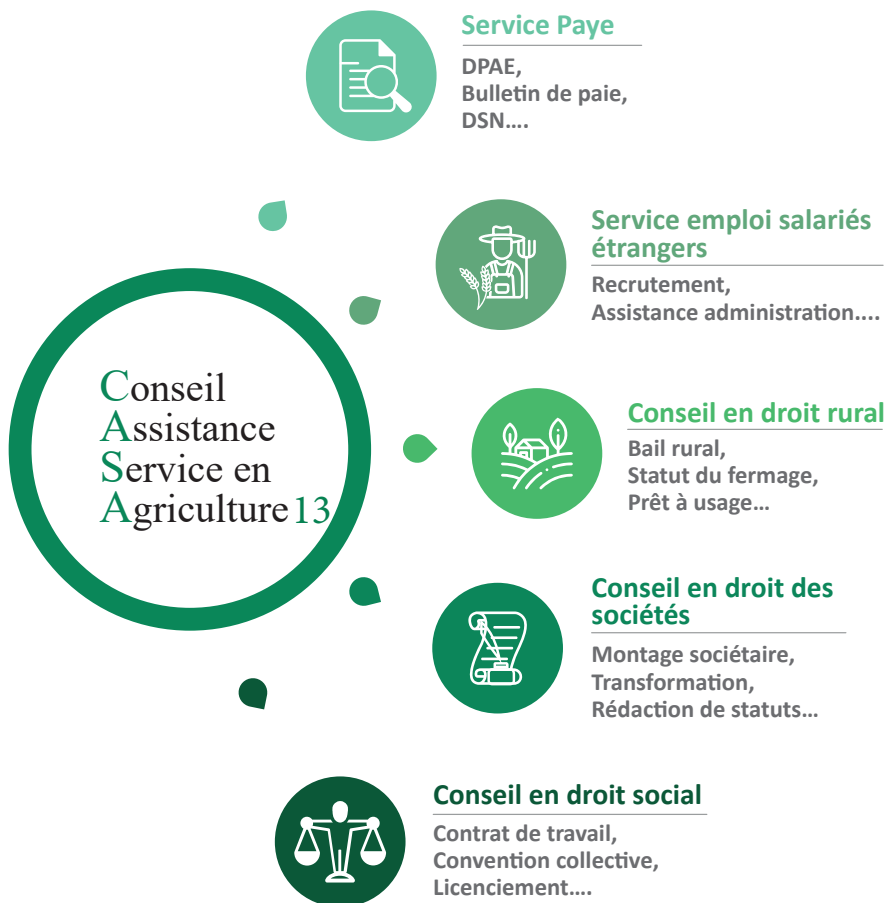 Service Paye
DPAE,
Bulletin de paie,
DSN....
Service emploi salariés
étrangers
Recrutement,
Assistance administration....
Conseil
Assistance
Service en
Agriculture 13
Conseil en droit rural
Bail rural,
Statut du fermage,
Prêt à usage...
Conseil en droit des
sociétés
Montage sociétaire,
Transformation,
Rédaction de statuts...
Conseil en droit social
Contrat de travail,
Convention collective,
Licenciement....